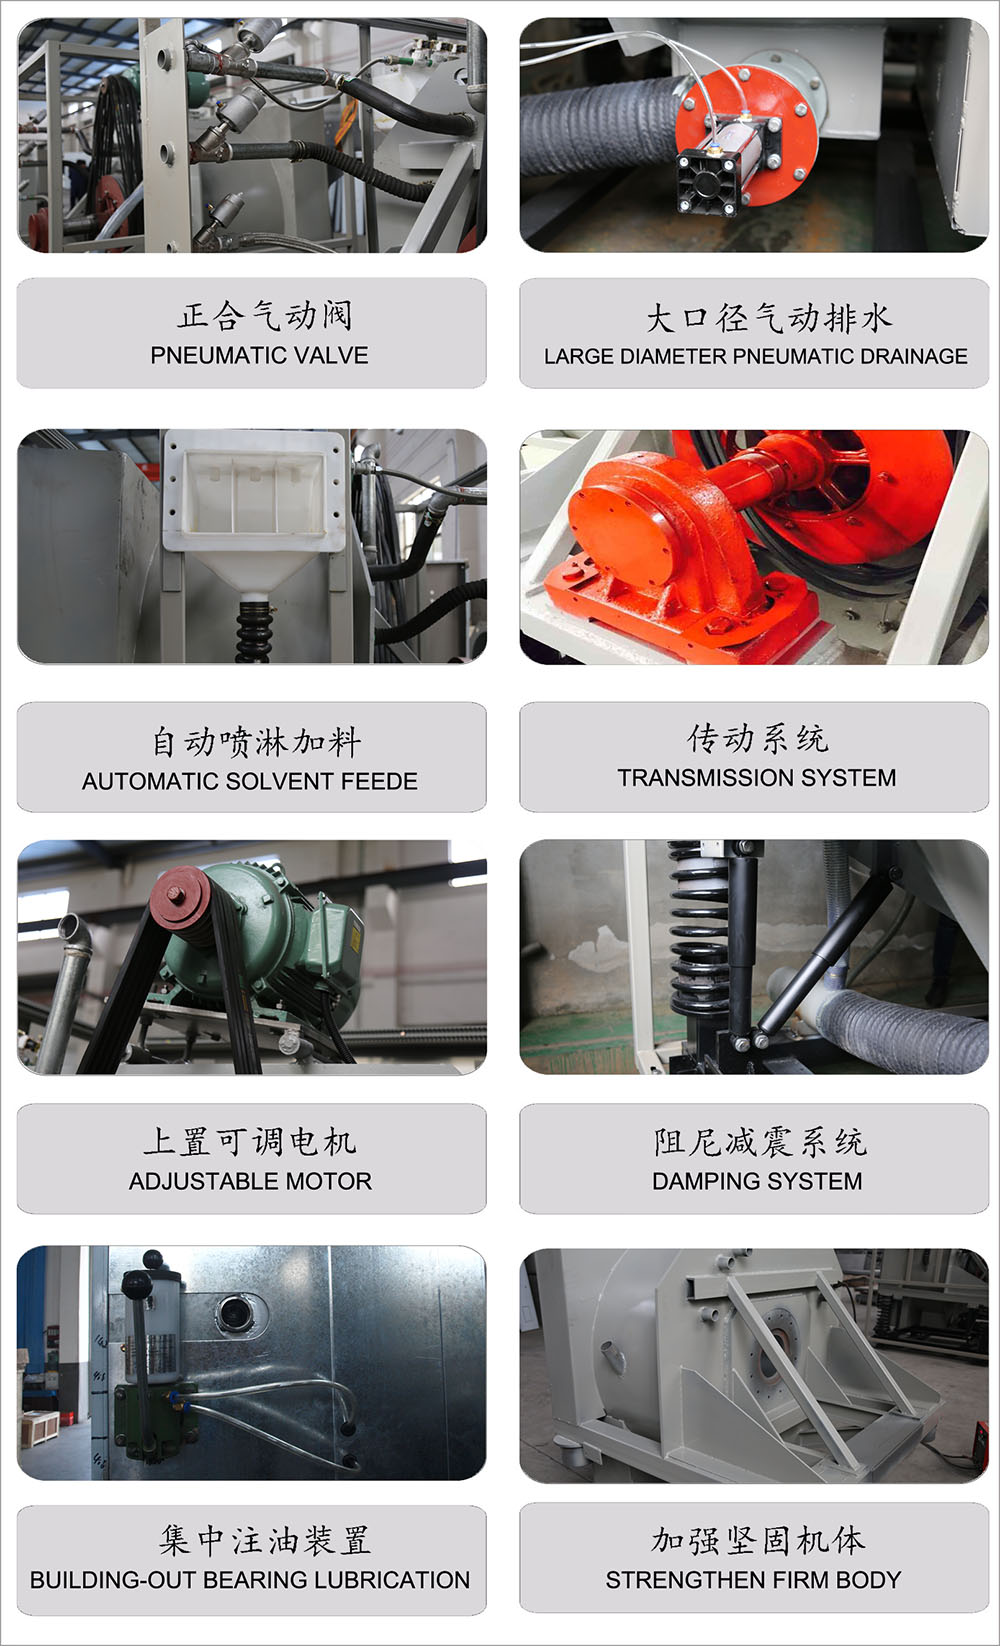 正合气动阀
PNEUMATIC VALVE
大口径气动排水
LARGE DIAMETER PNEUMATIC DRAINAGE
自动喷淋加料
AUTOMATIC SOLVENT FEEDE
传动系统
TRANSMISSION SYSTEM
上置可调电机
ADJUSTABLE MOTOR
阻尼减震系统
DAMPING SYSTEM
集中注油装置
BUILDING-OUT BEARING LUBRICATION
加强坚固机体
STRENGTHEN FIRM BODY